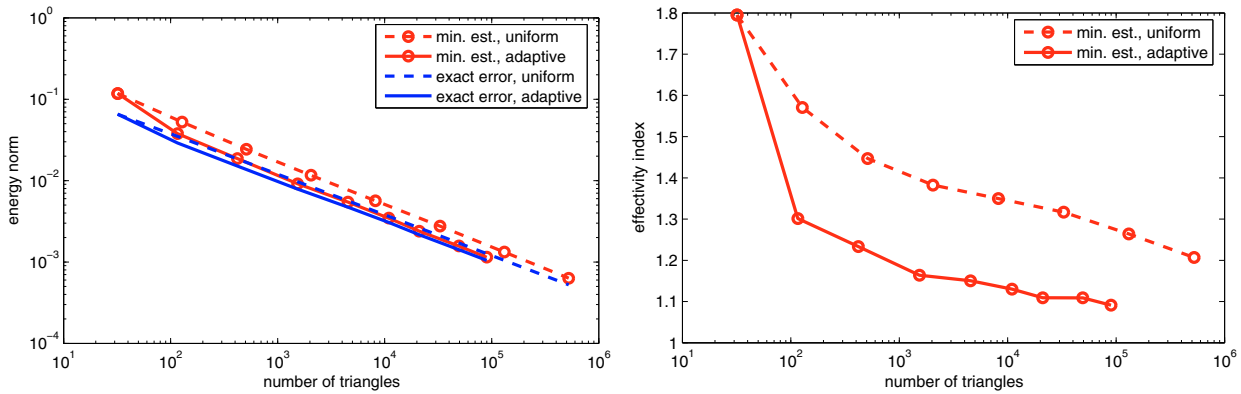 10^0
10^-1
10^-2
10^-3
10^-4
energy norm
min. est., uniform
min. est., adaptive
exact error, uniform
exact error, adaptive
10^1 10^2 10^3 10^4 10^5 10^6
number of triangles
1.8
1.7
1.6
1.5
1.4
1.3
1.2
1.1
1
effectivity index
min. est., uniform
min. est., adaptive
10^1 10^2 10^3 10^4 10^5 10^6
number of triangles